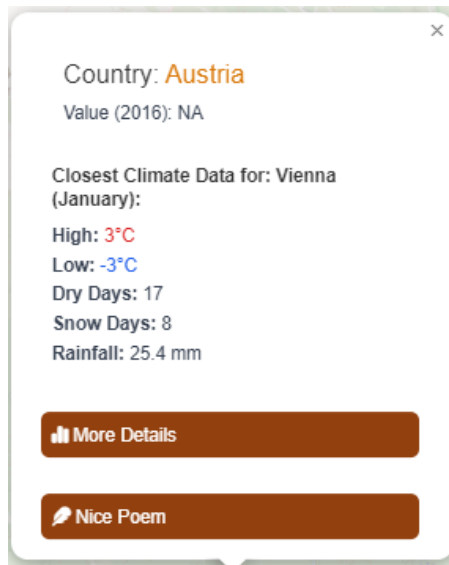 ×
Country: Austria
Value (2016): NA
Closest Climate Data for: Vienna
(January):
High: 3°C
Low: -3°C
Dry Days: 17
Snow Days: 8
Rainfall: 25.4 mm
More Details
Nice Poem